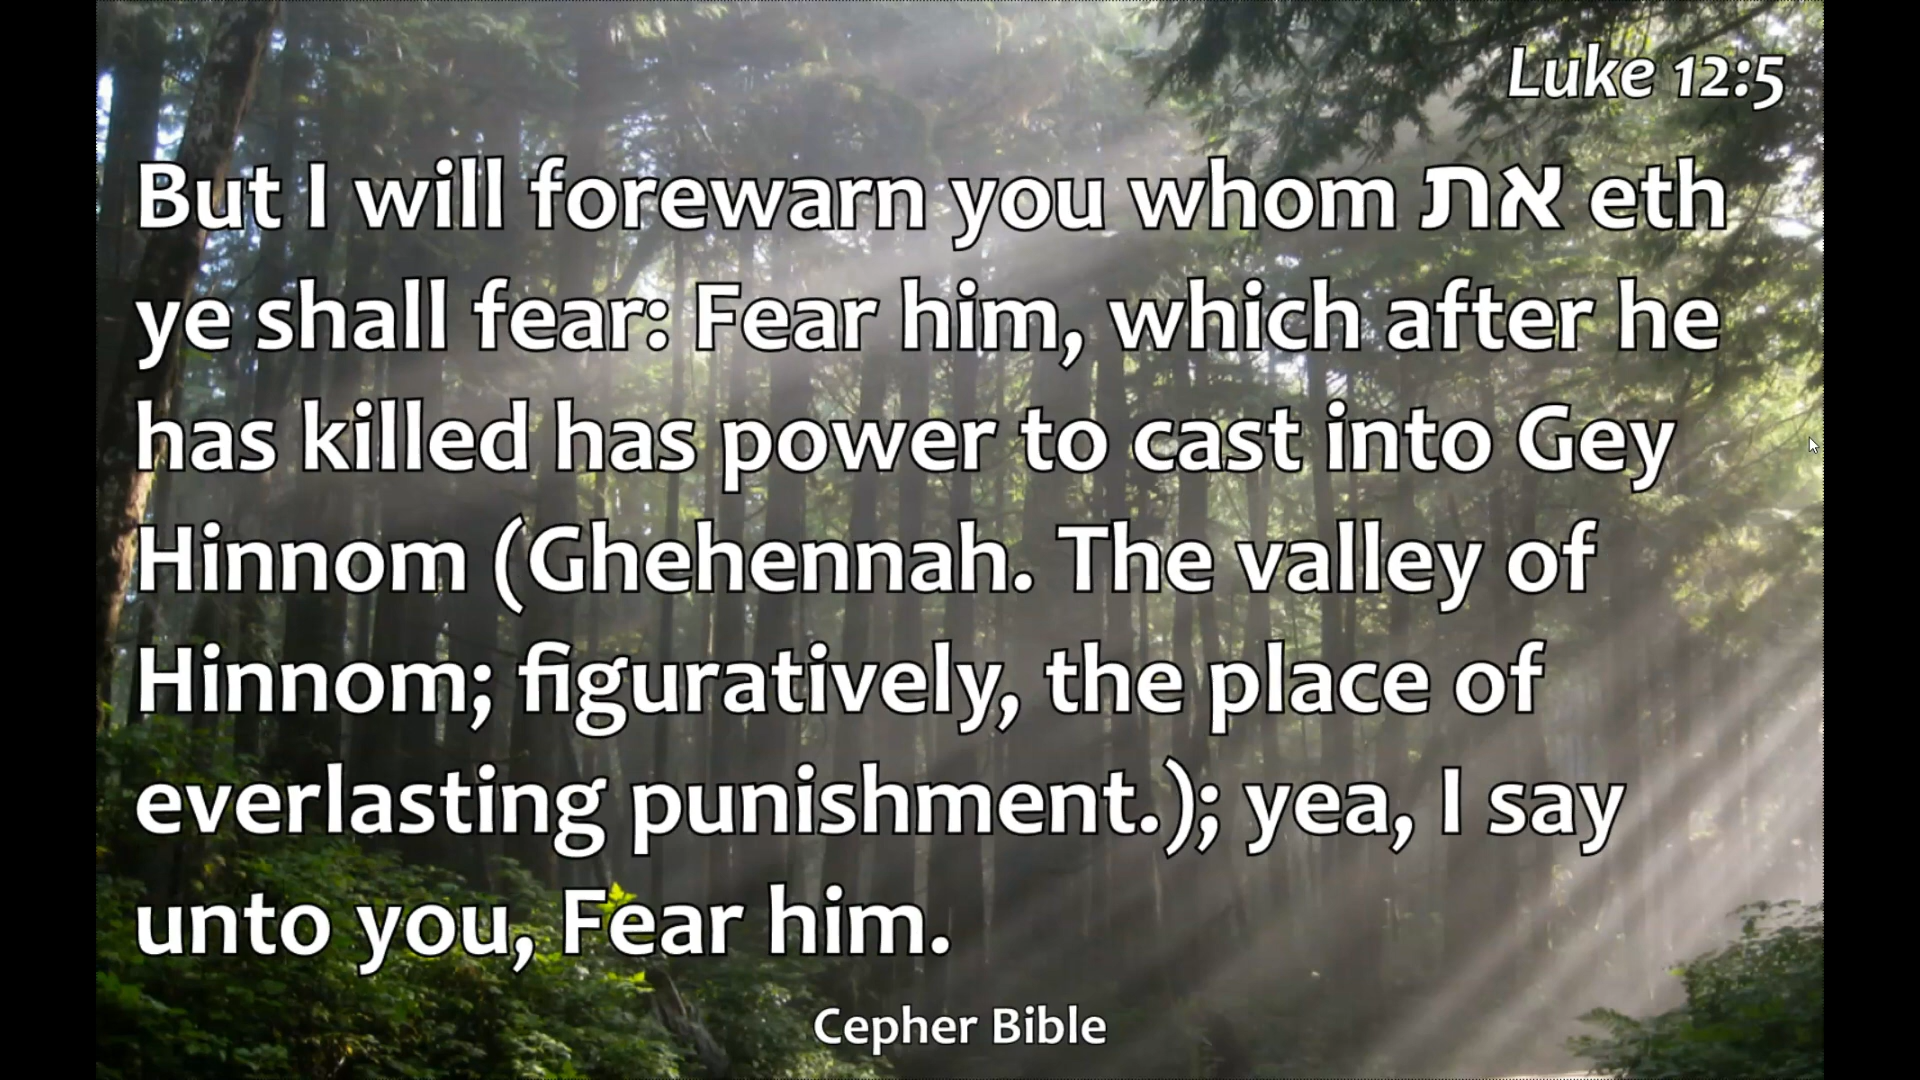 Luke 12:5
But I will forewarn you whom את eth
ye shall fear: Fear him, which after he
has killed has power to cast into Gey
Hinnom (Ghehennah. The valley of
Hinnom; figuratively, the place of
everlasting punishment.); yea, I say
unto you, Fear him.
Cepher Bible